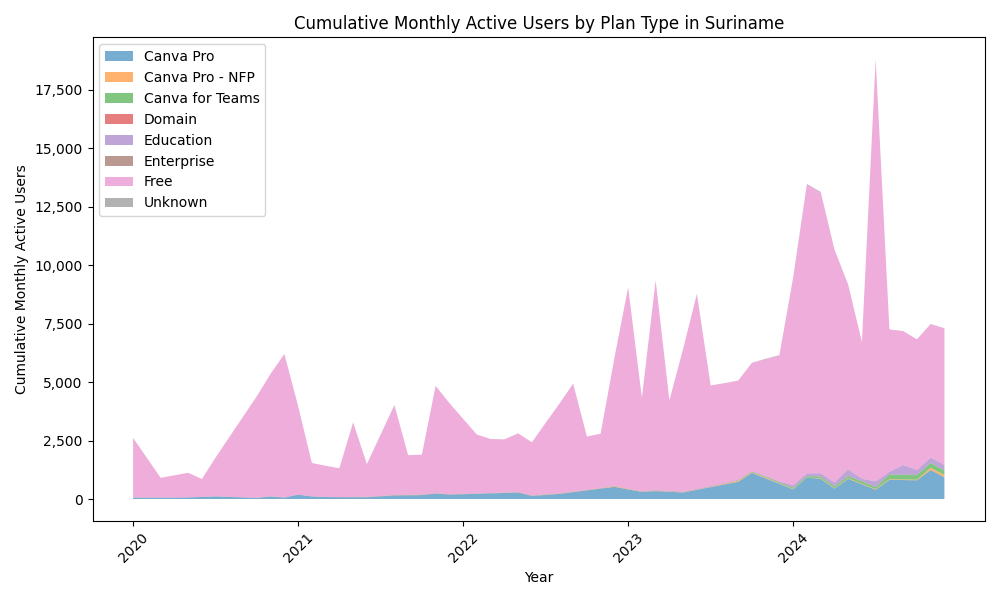 Cumulative Monthly Active Users by Plan Type in Suriname
Canva Pro
Canva Pro - NFP
Canva for Teams
Domain
Education
Enterprise
Free
Unknown
Cumulative Monthly Active Users
17,500
15,000
12,500
10,000
7,500
5,000
2,500
0
2020
2021
2022
2023
2024
Year